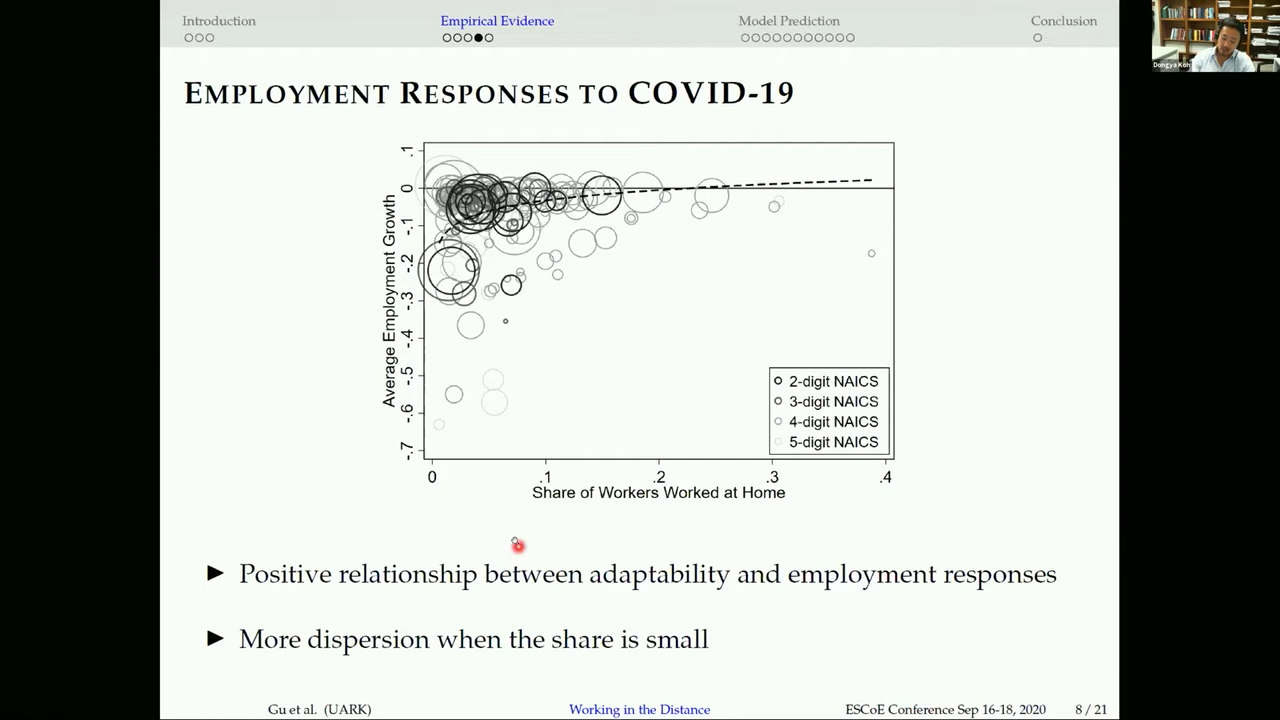 Introduction Empirical Evidence Model Prediction Conclusion
Dongya Koh
EMPLOYMENT RESPONSES TO COVID-19
Average Employment Growth
.1
0
-.1
-.2
-.3
-.4
-.5
-.6
-.7
2-digit NAICS
3-digit NAICS
4-digit NAICS
5-digit NAICS
0 .1 .2 .3 .4
Share of Workers Worked at Home
Positive relationship between adaptability and employment responses
More dispersion when the share is small
Gu et al. (UARK) Working in the Distance ESCoE Conference Sep 16-18, 2020 8 / 21